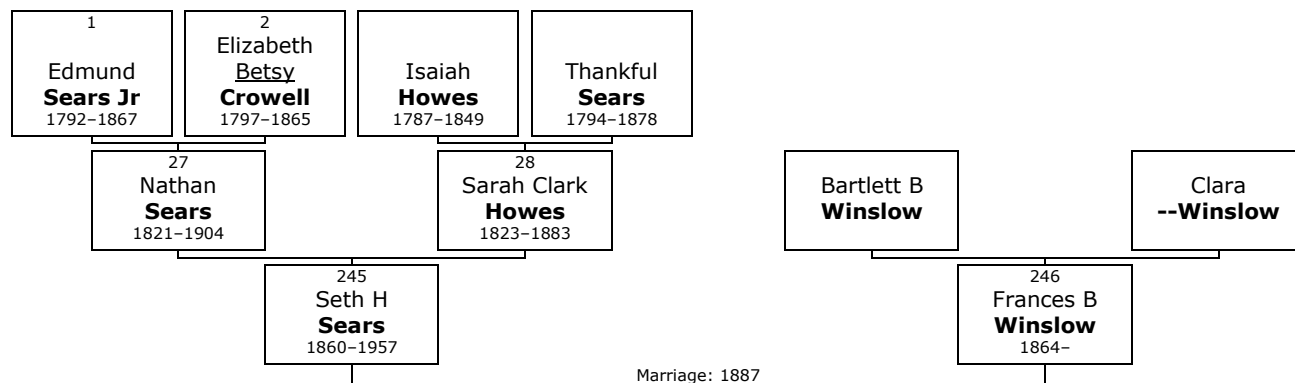 1
Edmund
Sears Jr
1792–1867
2
Elizabeth
Betsy
Crowell
1797–1865
Isaiah
Howes
1787–1849
Thankful
Sears
1794–1878
27
Nathan
Sears
1821–1904
28
Sarah Clark
Howes
1823–1883
Bartlett B
Winslow
Clara
--Winslow
245
Seth H
Sears
1860–1957
246
Frances B
Winslow
1864–
Marriage: 1887